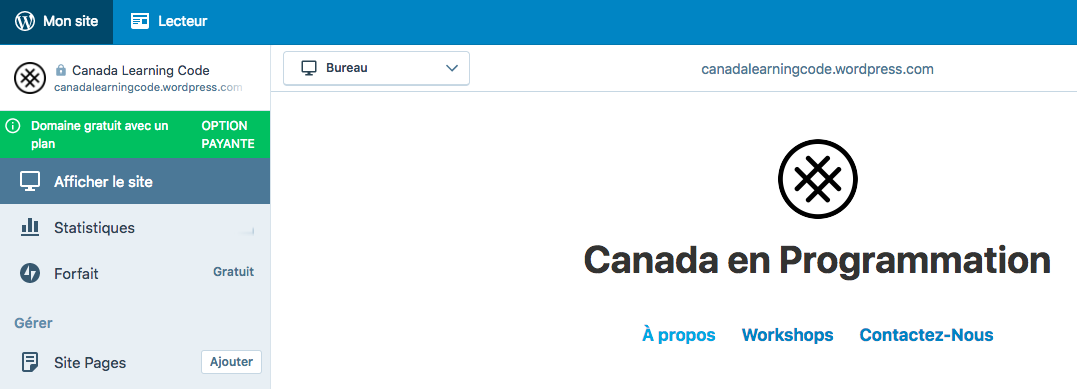 Mon site
Lecteur
Canada Learning Code
canadalearningcode.wordpress.com
Domaine gratuit avec un
plan
OPTION
PAYANTE
Afficher le site
Statistiques
Forfait
Gratuit
Gérer
Site Pages
Ajouter
Bureau
canadalearningcode.wordpress.com
Canada en Programmation
À propos
Workshops
Contactez-Nous